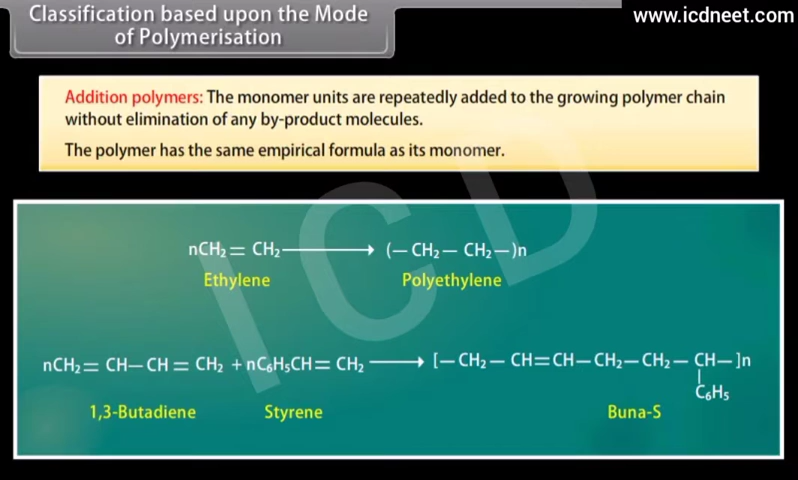 Classification based upon the Mode
of Polymerisation
www.icdneet.com
Addition polymers: The monomer units are repeatedly added to the growing polymer chain
without elimination of any by-product molecules.
The polymer has the same empirical formula as its monomer.
ICD
nCH₂= CH₂⟶(—CH₂—CH₂—)n
Ethylene Polyethylene
nCH₂= CH—CH= CH₂ +nC₆H₅CH= CH₂⟶[—CH₂—CH=CH—CH₂—CH₂—CH—]n
C₆H₅
1,3-Butadiene Styrene Buna-S